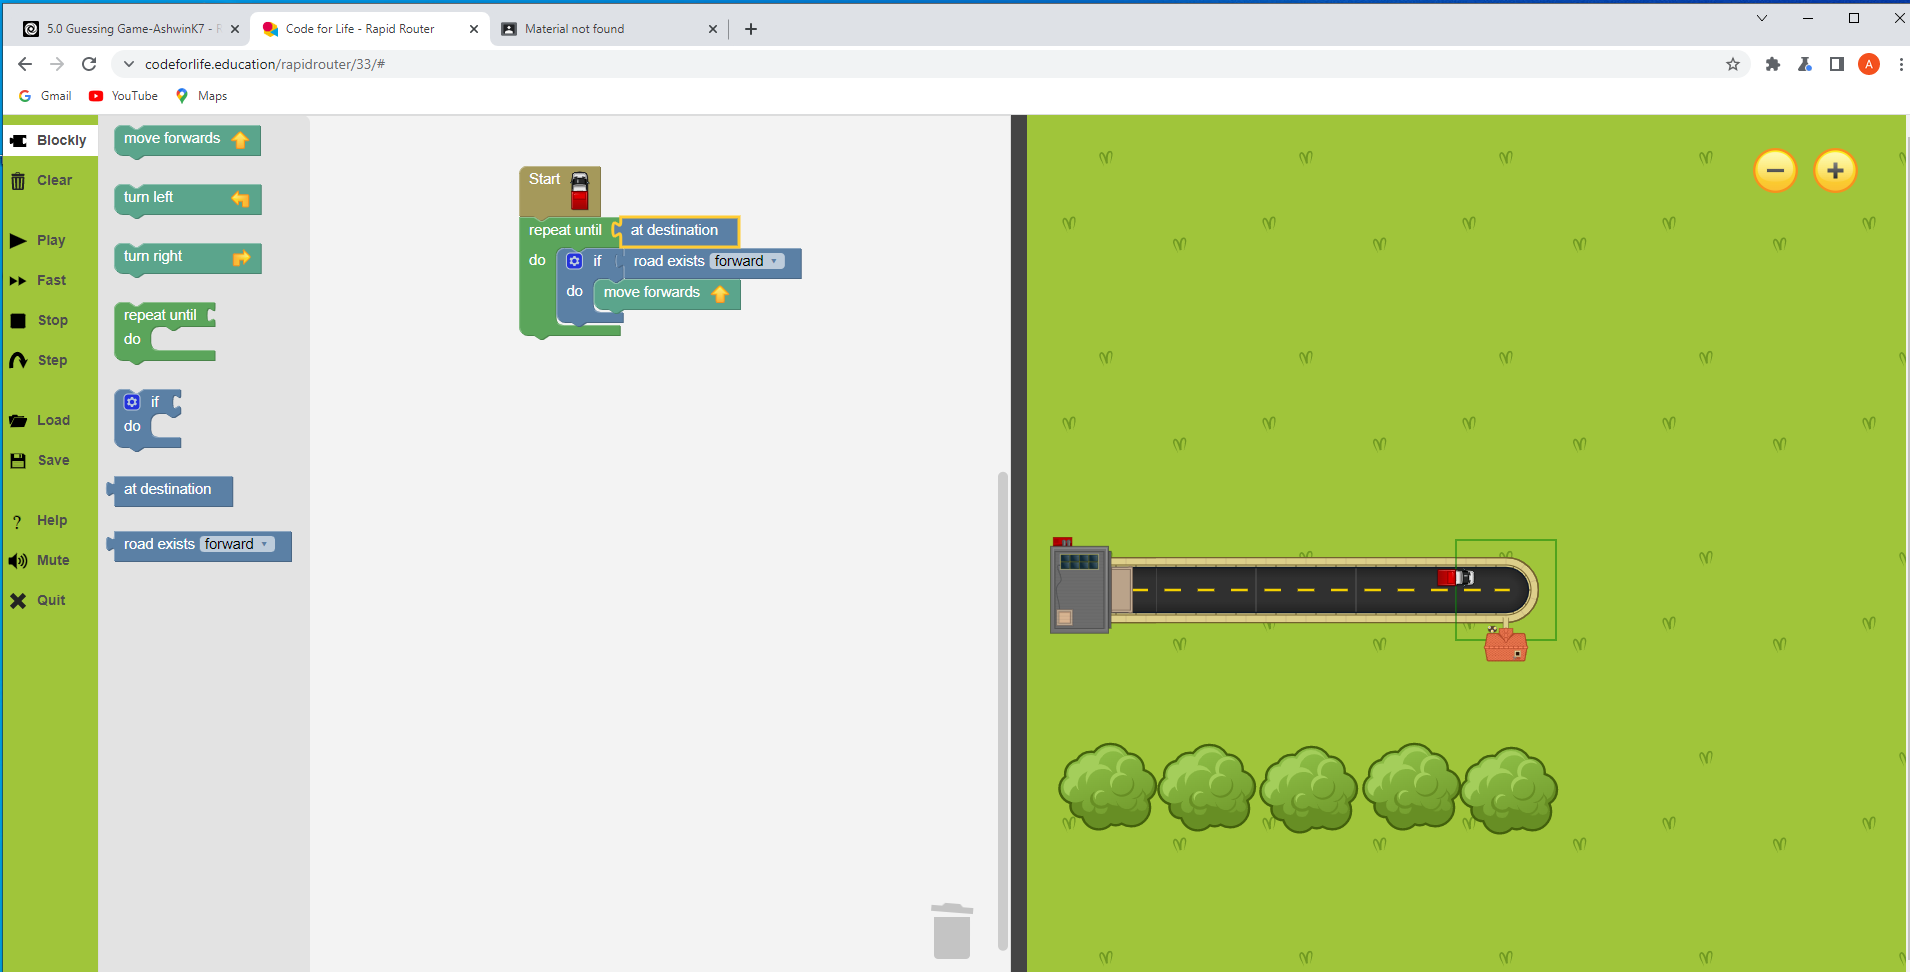 5.0 Guessing Game-AshwinK7 - R
Code for Life - Rapid Router
Material not found
codeforlife.education/rapidrouter/33/#
A
Gmail
YouTube
Maps
Blockly
Clear
Play
Fast
Stop
Step
Load
Save
Help
Mute
Quit
move forwards
turn left
turn right
repeat until
do
if
do
at destination
road exists forward
Start
repeat until at destination
do if road exists forward
do move forwards